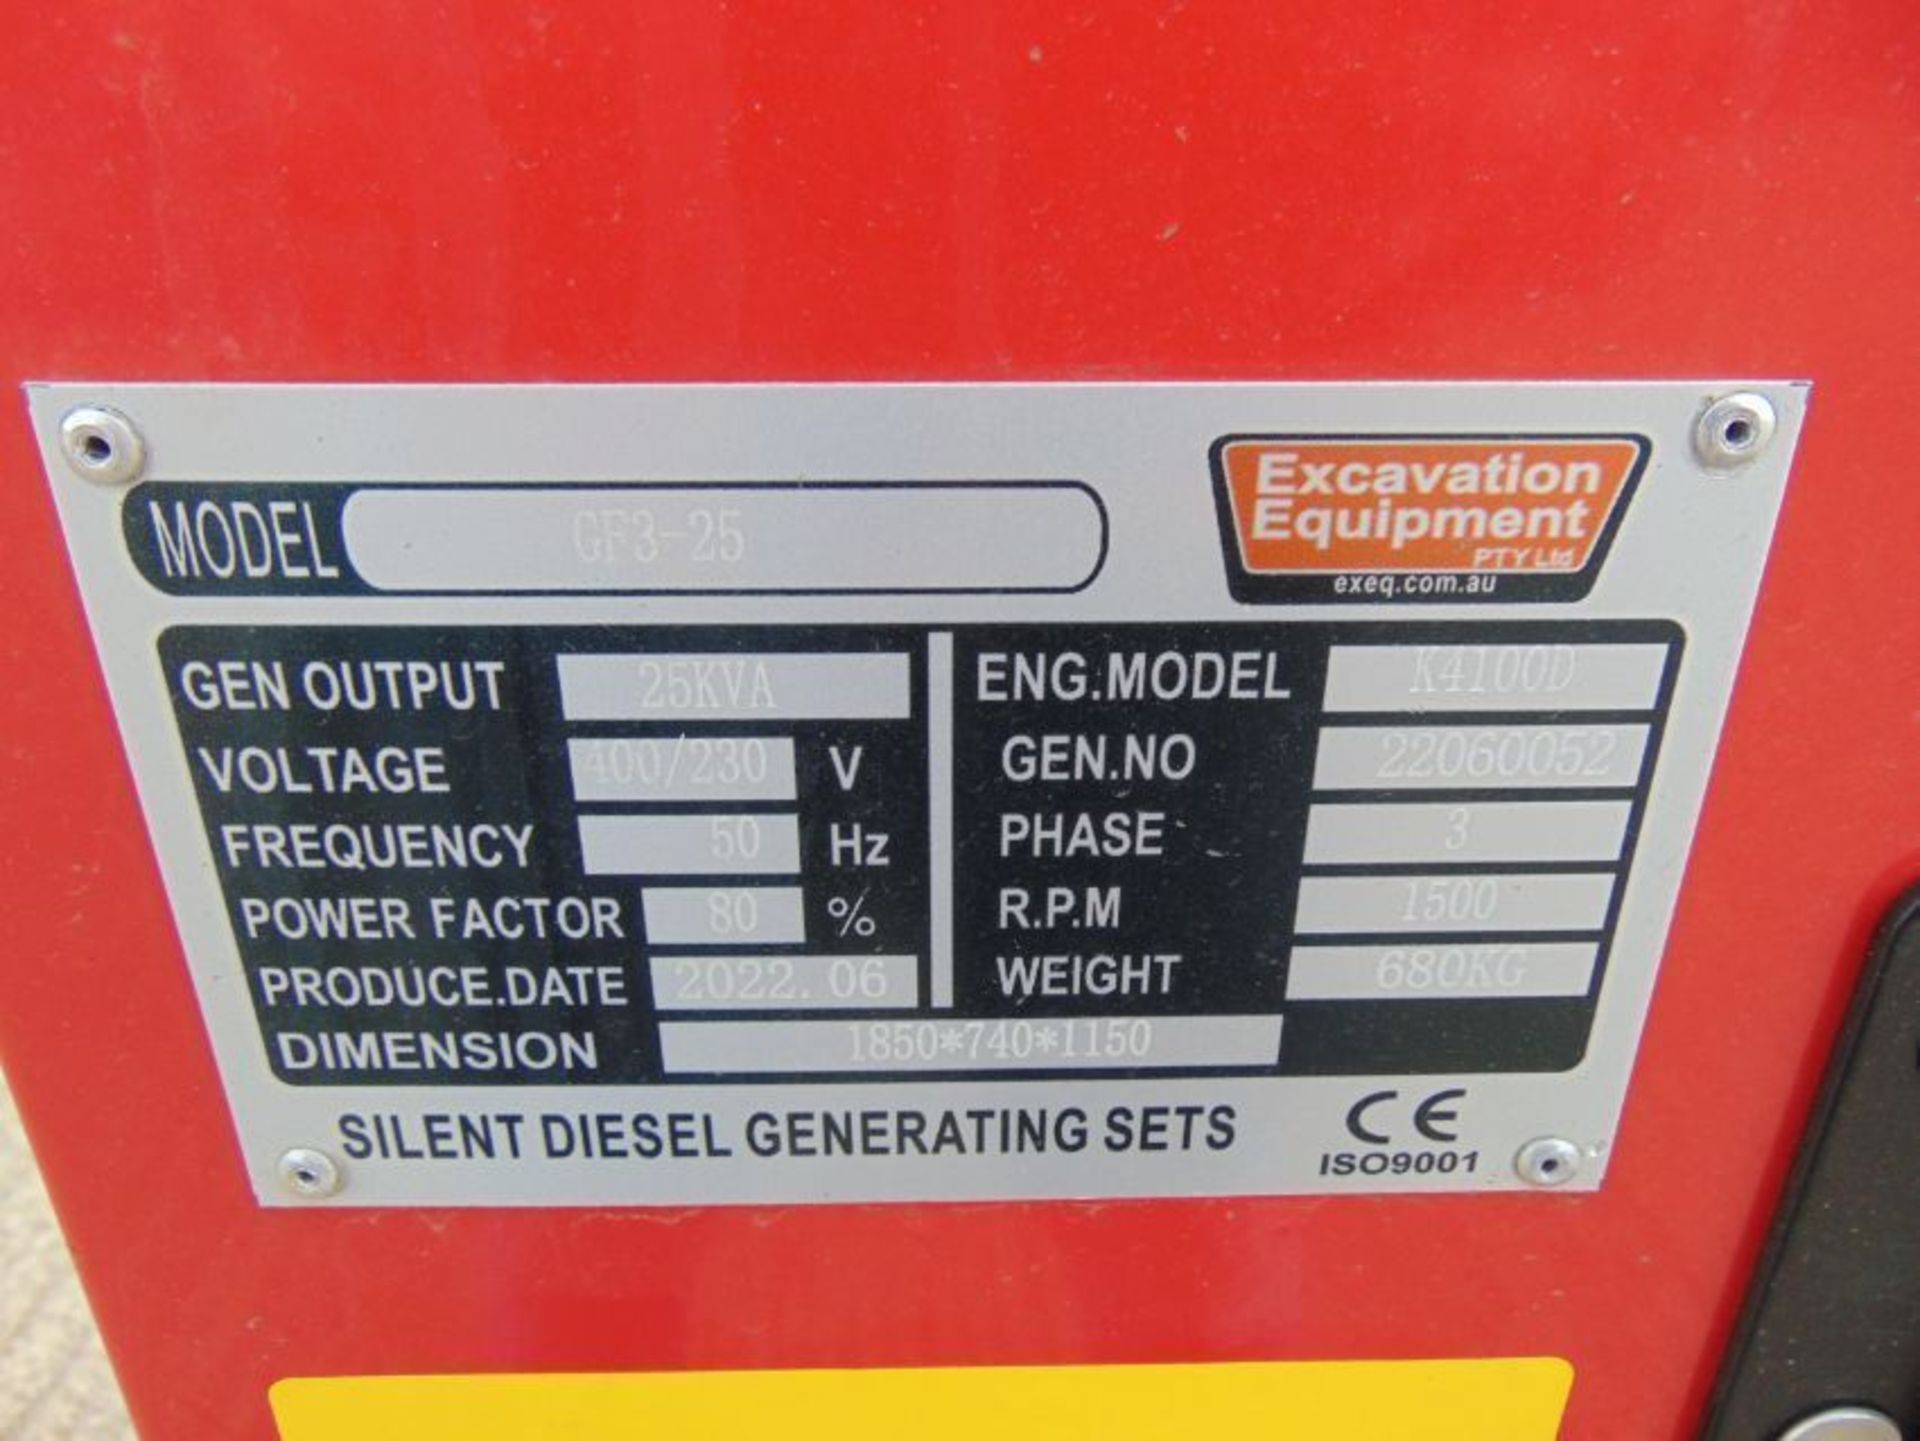 MODEL GF3-25
Excavation
Equipment
PTY Ltd
exeq.com.au
GEN OUTPUT 25KVA
VOLTAGE 400/230 V
FREQUENCY 50 Hz
POWER FACTOR 80 %
PRODUCE.DATE 2022.06
DIMENSION 1850*740*1150
ENG.MODEL K4100D
GEN.NO 22060052
PHASE 3
R.P.M 1500
WEIGHT 680KG
SILENT DIESEL GENERATING SETS
CE
ISO9001